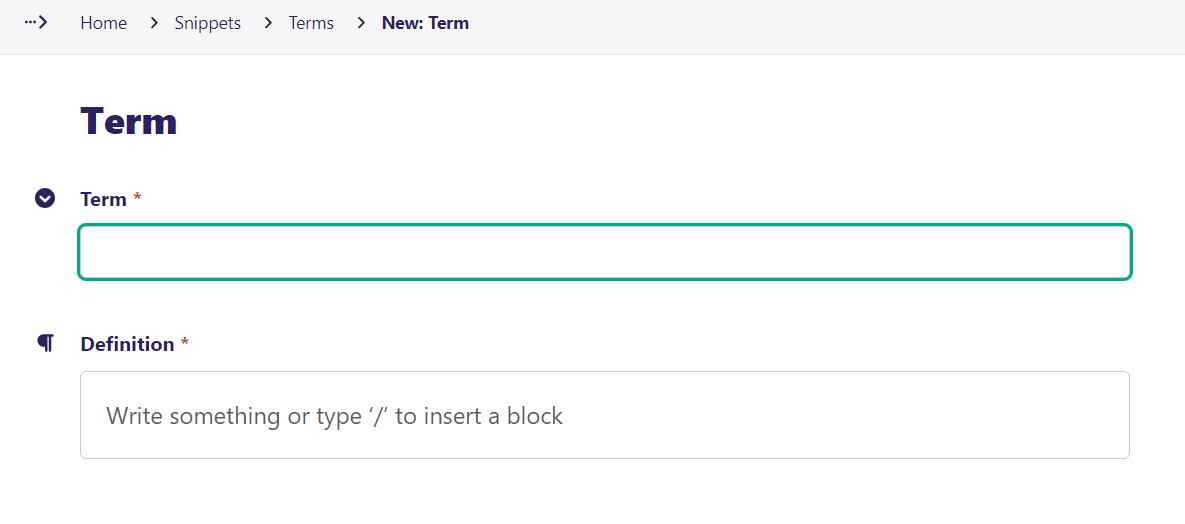 Home > Snippets > Terms > New: Term
Term
Term *
Definition *
Write something or type ‘/’ to insert a block